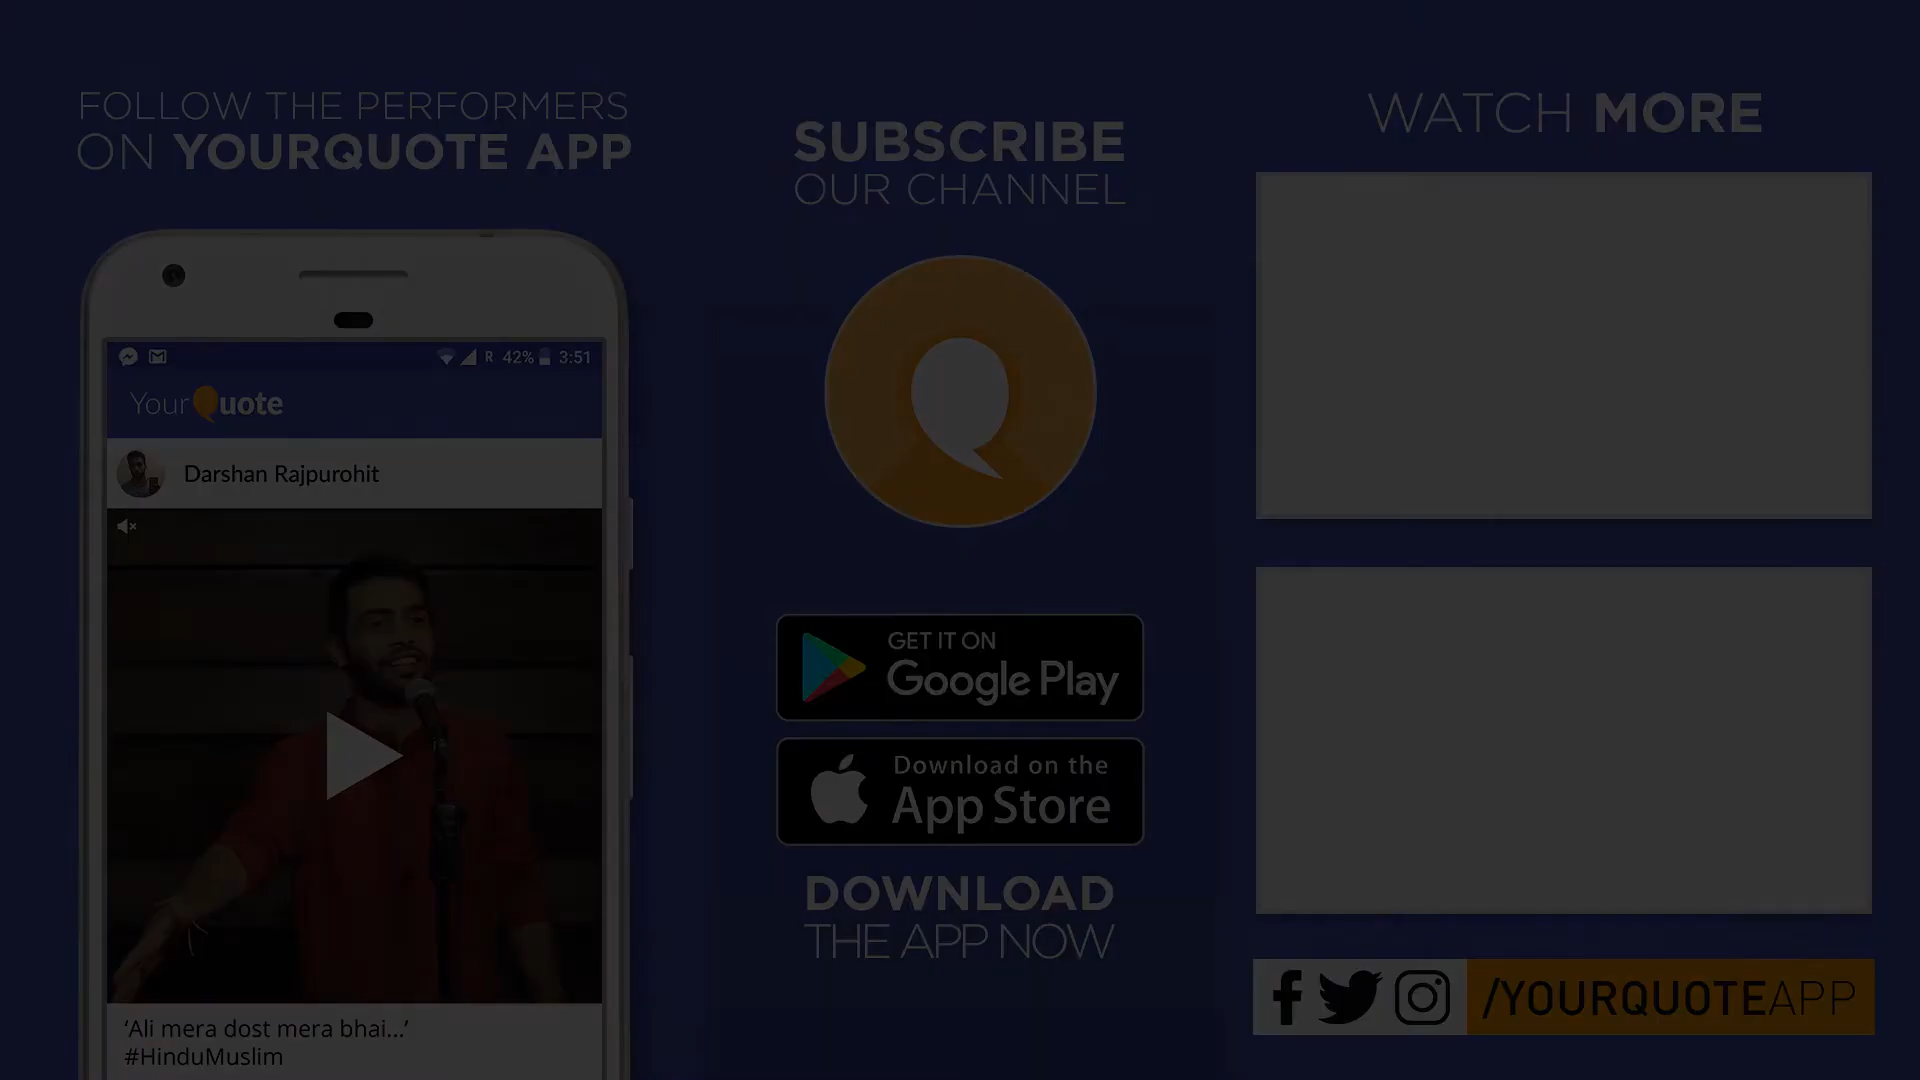 FOLLOW THE PERFORMERS
ON YOURQUOTE APP
R 42% 3:51
YourQuote
Darshan Rajpurohit
‘Ali mera dost mera bhai...’
#HinduMuslim
SUBSCRIBE
OUR CHANNEL
GET IT ON
Google Play
Download on the
App Store
DOWNLOAD
THE APP NOW
WATCH MORE
/YOURQUOTEAPP